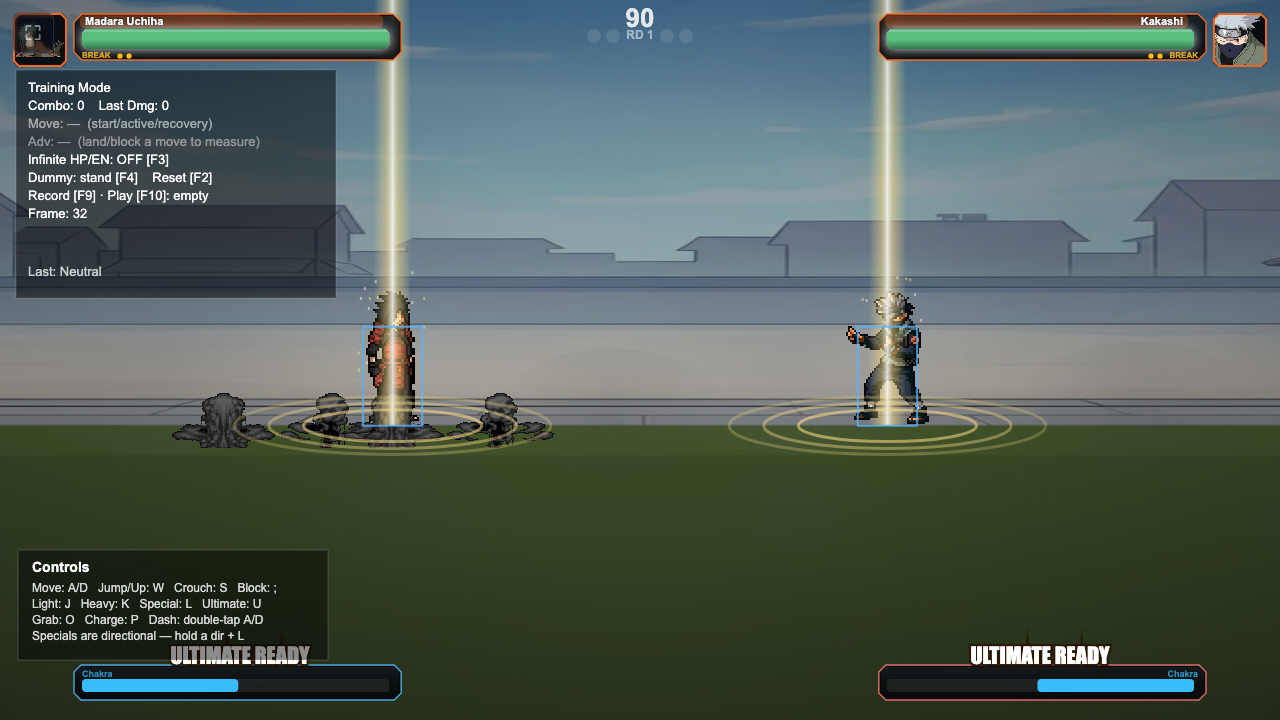 Madara Uchiha
BREAK
90
RD 1
Kakashi
BREAK
Training Mode
Combo: 0    Last Dmg: 0
Move: —  (start/active/recovery)
Adv: —  (land/block a move to measure)
Infinite HP/EN: OFF [F3]
Dummy: stand [F4]    Reset [F2]
Record [F9] · Play [F10]: empty
Frame: 32
Last: Neutral
Controls
Move: A/D   Jump/Up: W   Crouch: S   Block: ;
Light: J   Heavy: K   Special: L   Ultimate: U
Grab: O   Charge: P   Dash: double-tap A/D
Specials are directional — hold a dir + L
ULTIMATE READY
Chakra
ULTIMATE READY
Chakra